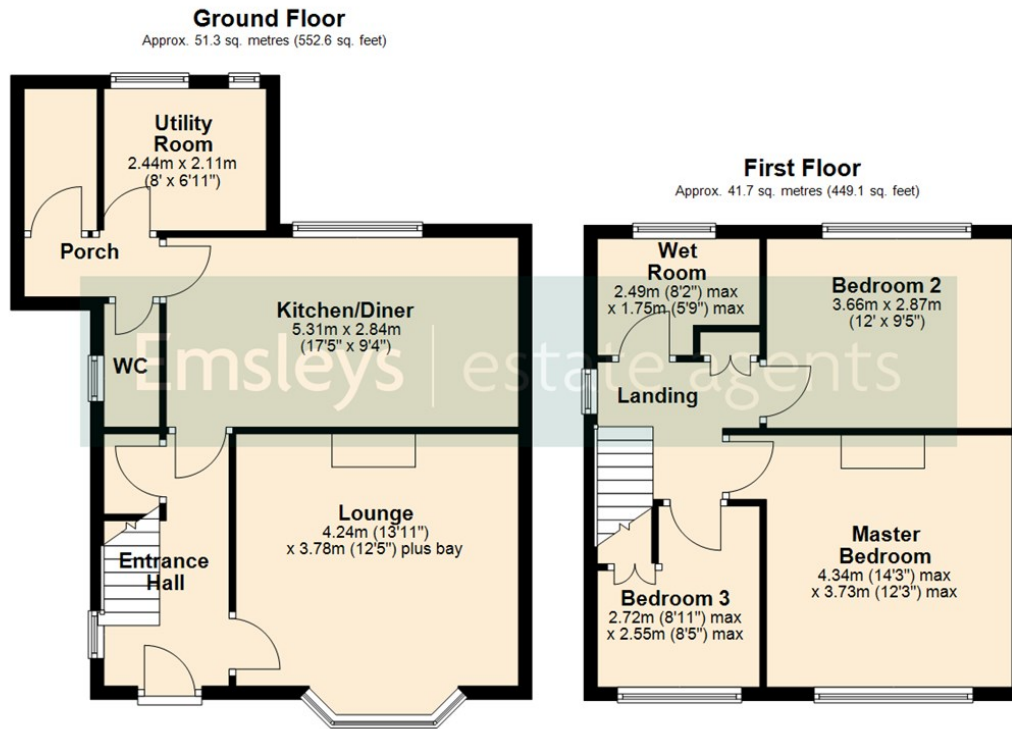 Ground Floor
Approx. 51.3 sq. metres (552.6 sq. feet)
Utility
Room
2.44m x 2.11m
(8' x 6'11")
Porch
Kitchen/Diner
5.31m x 2.84m
(17'5" x 9'4")
WC
Lounge
4.24m (13'11")
x 3.78m (12'5") plus bay
Entrance
Hall
First Floor
Approx. 41.7 sq. metres (449.1 sq. feet)
Wet
Room
2.49m (8'2") max
x 1.75m (5'9") max
Bedroom 2
3.66m x 2.87m
(12' x 9'5")
Landing
Master
Bedroom
4.34m (14'3") max
x 3.73m (12'3") max
Bedroom 3
2.72m (8'11") max
x 2.55m (8'5") max
Emsleys | estate agents